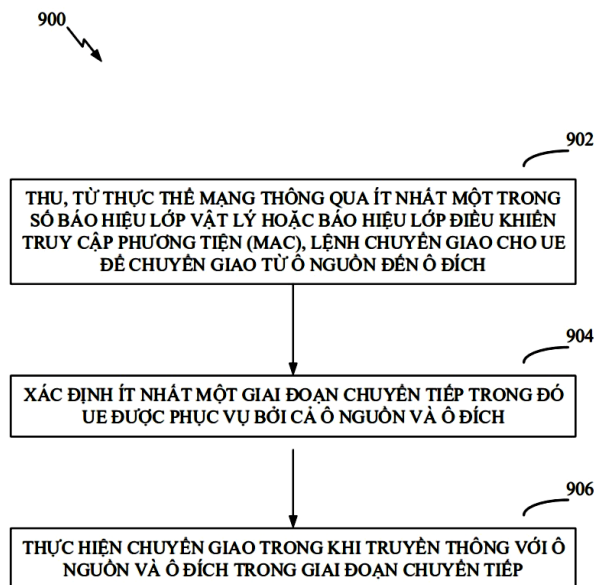 900
902
THU, TỪ THỰC THỂ MẠNG THÔNG QUA ÍT NHẤT MỘT TRONG
SỐ BÁO HIỆU LỚP VẬT LÝ HOẶC BÁO HIỆU LỚP ĐIỀU KHIỂN
TRUY CẬP PHƯƠNG TIỆN (MAC), LỆNH CHUYỂN GIAO CHO UE
ĐỂ CHUYỂN GIAO TỪ Ô NGUỒN ĐẾN Ô ĐÍCH
904
XÁC ĐỊNH ÍT NHẤT MỘT GIAI ĐOẠN CHUYỂN TIẾP TRONG ĐÓ
UE ĐƯỢC PHỤC VỤ BỞI CẢ Ô NGUỒN VÀ Ô ĐÍCH
906
THỰC HIỆN CHUYỂN GIAO TRONG KHI TRUYỀN THÔNG VỚI Ô
NGUỒN VÀ Ô ĐÍCH TRONG GIAI ĐOẠN CHUYỂN TIẾP